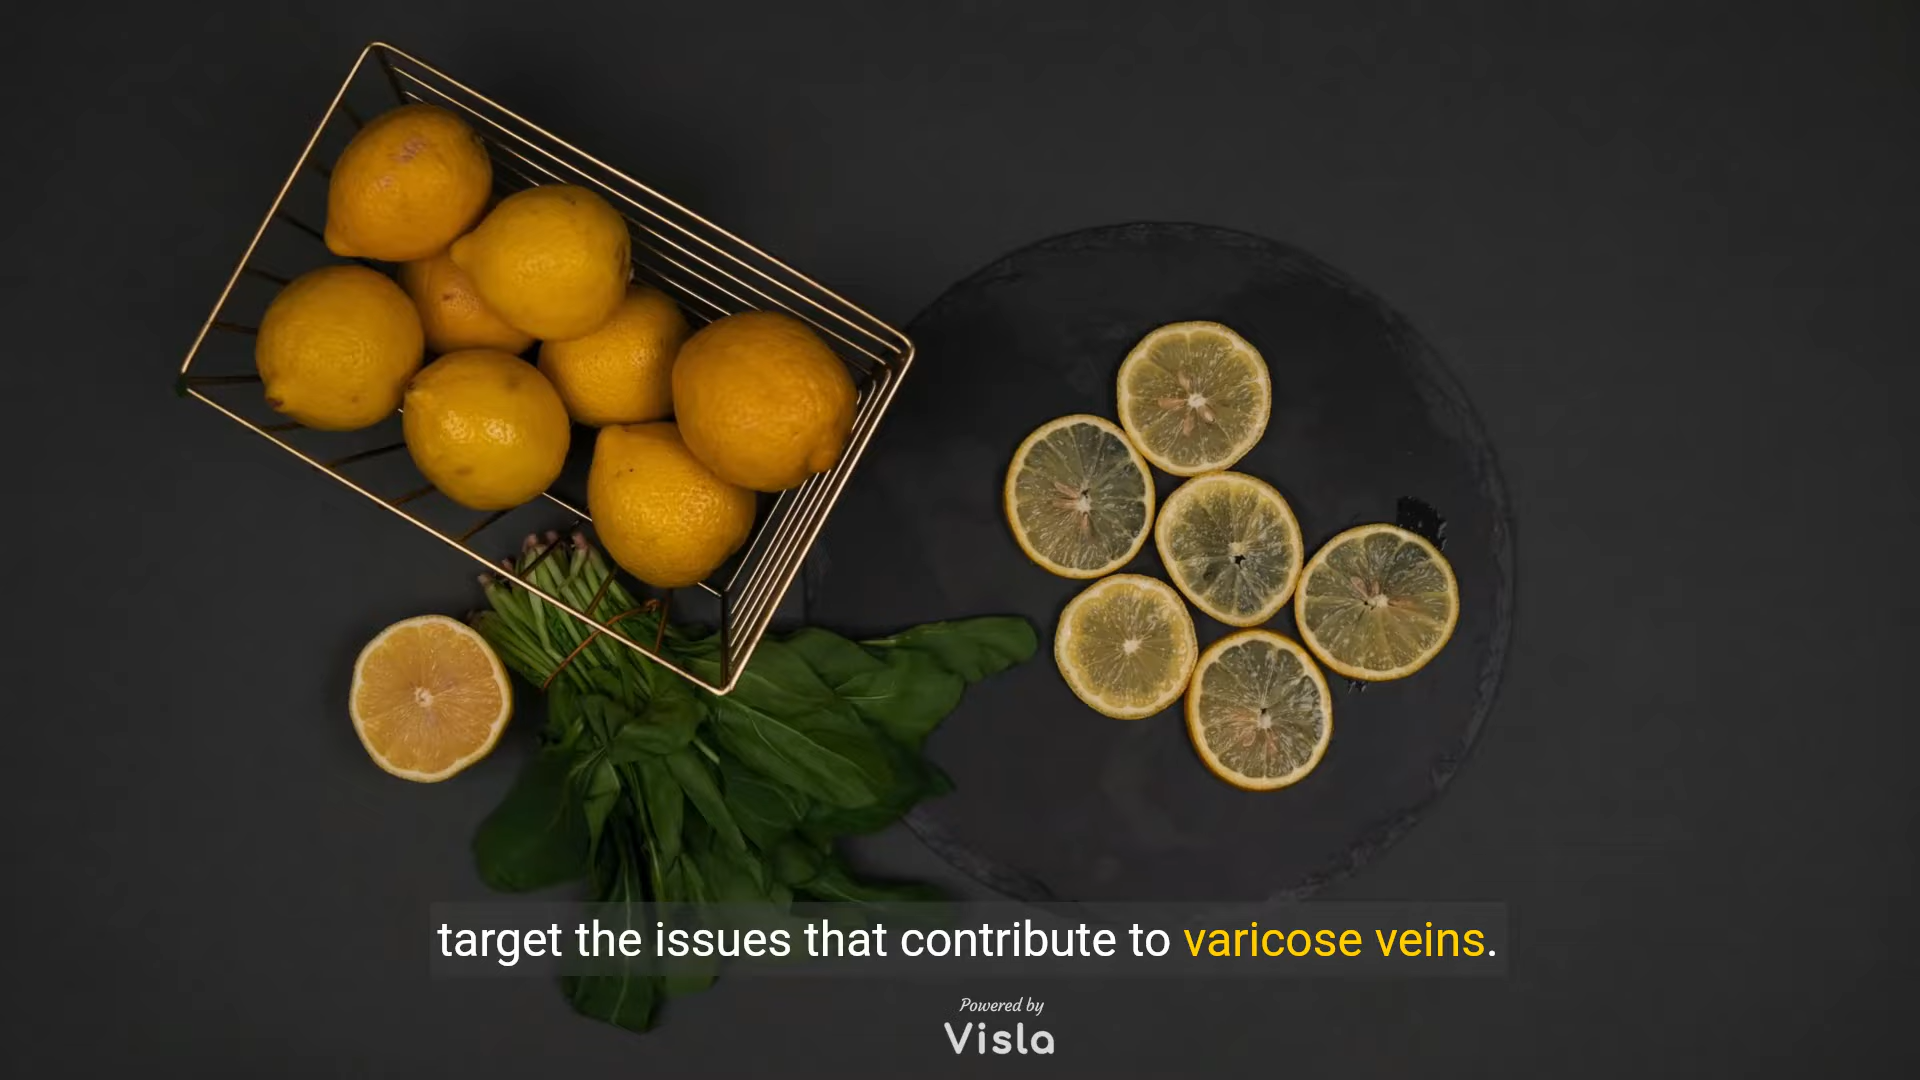 target the issues that contribute to varicose veins.
Powered by
Visla